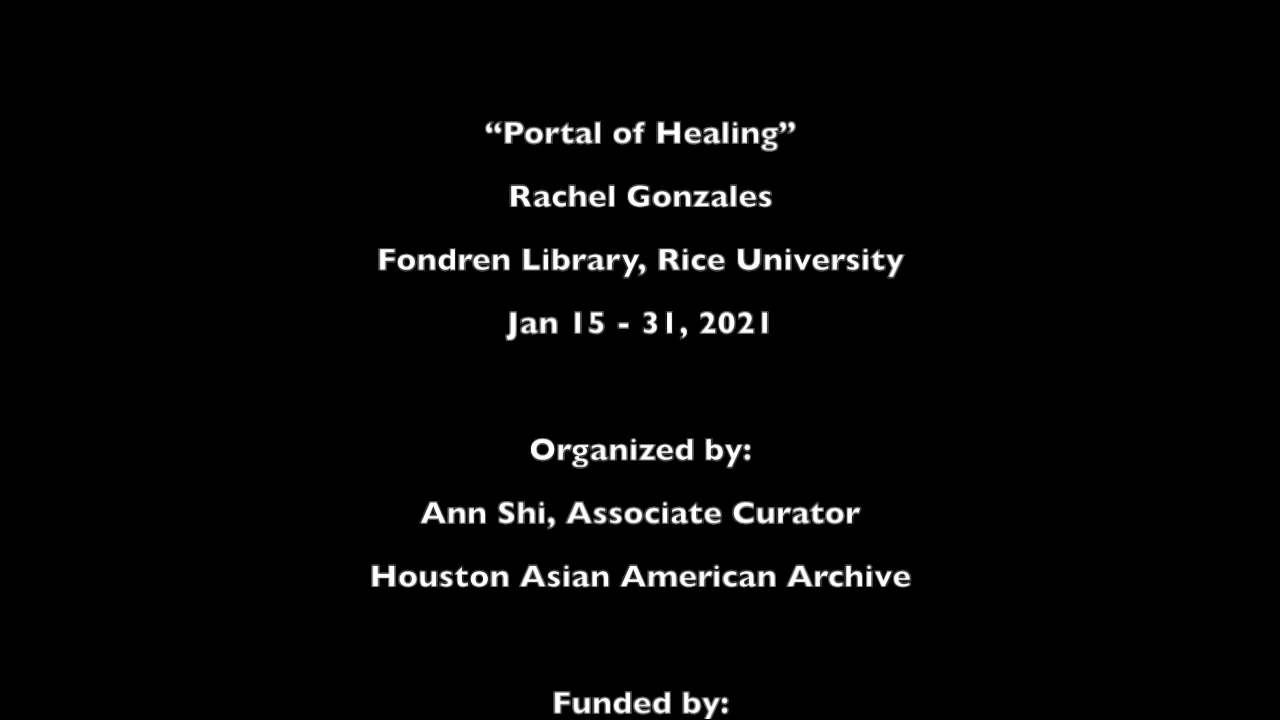 “Portal of Healing”
Rachel Gonzales
Fondren Library, Rice University
Jan 15 - 31, 2021
Organized by:
Ann Shi, Associate Curator
Houston Asian American Archive
Funded by: